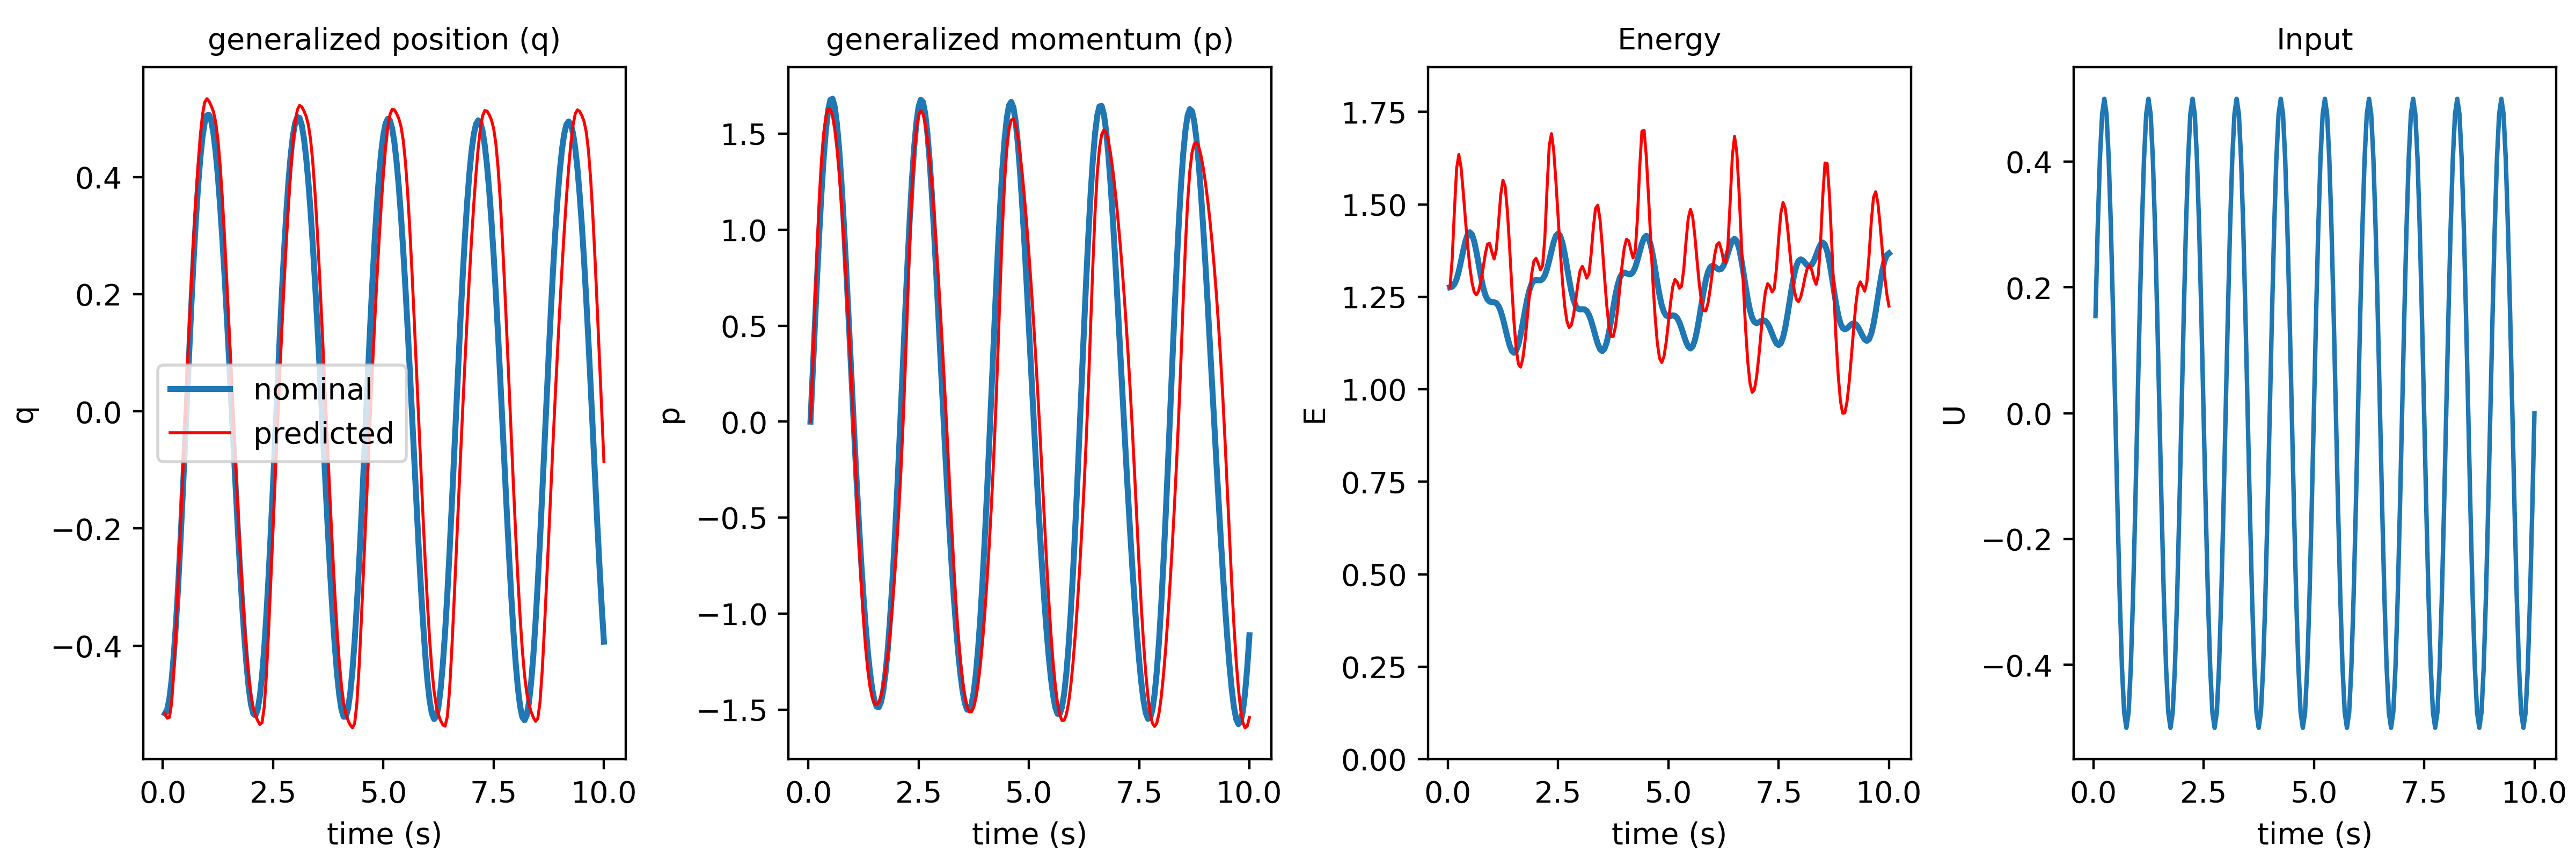 generalized position (q)
q
0.4
0.2
0.0
−0.2
−0.4
nominal
predicted
0.0 2.5 5.0 7.5 10.0
time (s)
generalized momentum (p)
p
1.5
1.0
0.5
0.0
−0.5
−1.0
−1.5
0.0 2.5 5.0 7.5 10.0
time (s)
Energy
E
1.75
1.50
1.25
1.00
0.75
0.50
0.25
0.00
0.0 2.5 5.0 7.5 10.0
time (s)
Input
U
0.4
0.2
0.0
−0.2
−0.4
0.0 2.5 5.0 7.5 10.0
time (s)